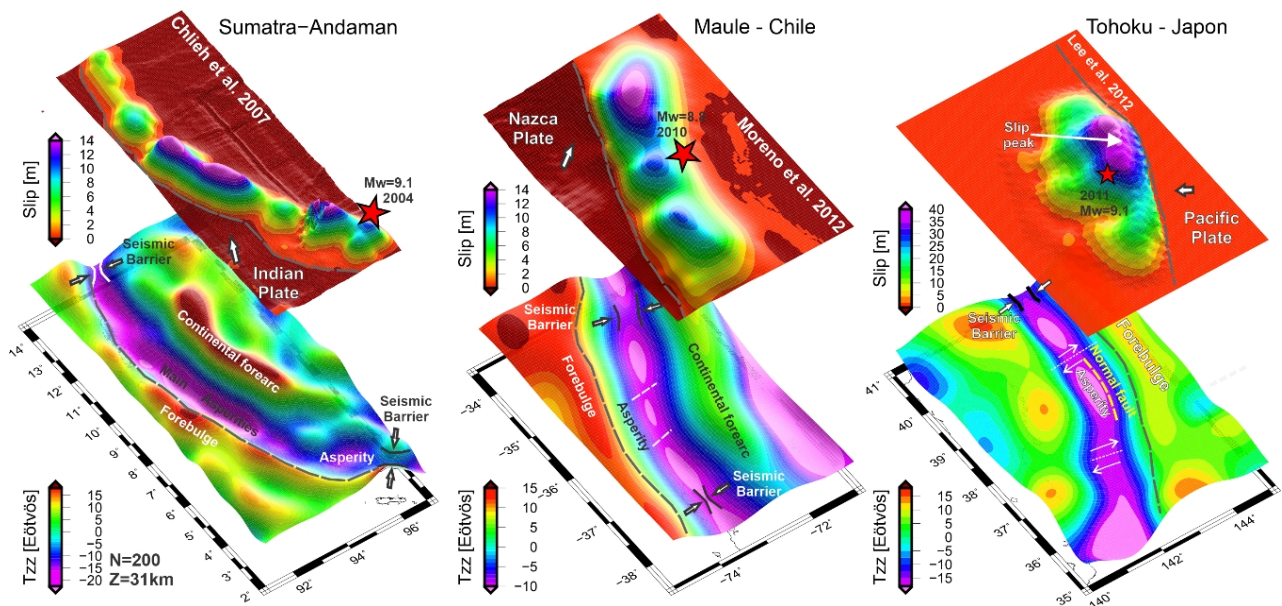 Sumatra−Andaman
Chlieh et al. 2007
Slip [m]
14
12
10
8
6
4
2
0
Mw=9.1
2004
Seismic
Barrier
Indian
Plate
Continental forearc
Main
Asperities
Forebulge
Asperity
Seismic
Barrier
Tzz [Eötvös]
15
10
5
0
−5
−10
−15
−20
N=200
Z=31km
14˚
13˚
12˚
11˚
10˚
9˚
8˚
7˚
6˚
5˚
4˚
3˚
2˚
92˚
94˚
96˚
Maule - Chile
Nazca
Plate
Mw=8.8
2010
Moreno et al. 2012
Slip [m]
14
12
10
8
6
4
2
0
Seismic
Barrier
Forebulge
Asperity
Continental forearc
Seismic
Barrier
Tzz [Eötvös]
15
10
5
0
−5
−10
−34
−35
−36
−37
−38
−74˚
−72˚
Tohoku - Japon
Lee et al. 2012
Slip
peak
2011
Mw=9.1
Pacific
Plate
Slip [m]
40
35
30
25
20
15
10
5
0
Seismic
Barrier
Forebulge
Normal fault
Asperity
Tzz [Eötvös]
15
10
5
0
−5
−10
−15
41˚
40˚
39˚
38˚
37˚
36˚
35˚
140˚
142˚
144˚